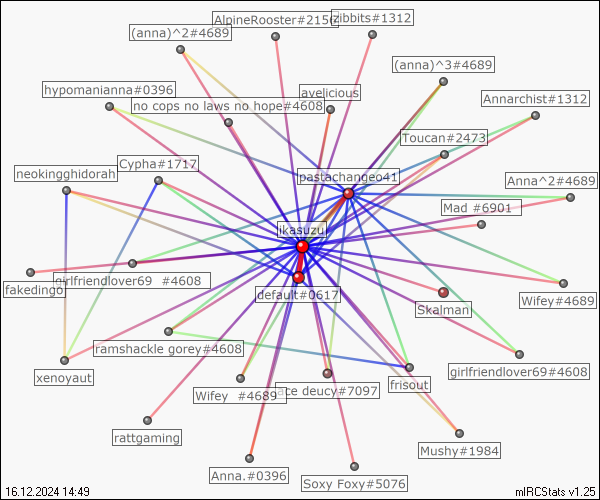 AlpineRooster#2156
zibbits#1312
(anna)^2#4689
(anna)^3#4689
hypomanianna#0396
avelicious
no cops no laws no hope#4608
Annarchist#1312
Toucan#2473
Cypha#1717
neokingghidorah
pastachangeo41
Anna^2#4689
Mad #6901
ikasuzu
fakedingo
girlfriendlover69 #4608
default#0617
Skalman
Wifey#4689
ramshackle gorey#4608
xenoyaut
girlfriendlover69#4608
frisout
Wifey #4689
ace deucy#7097
rattgaming
Mushy#1984
Anna.#0396
Soxy Foxy#5076
16.12.2024 14:49
mIRCStats v1.25